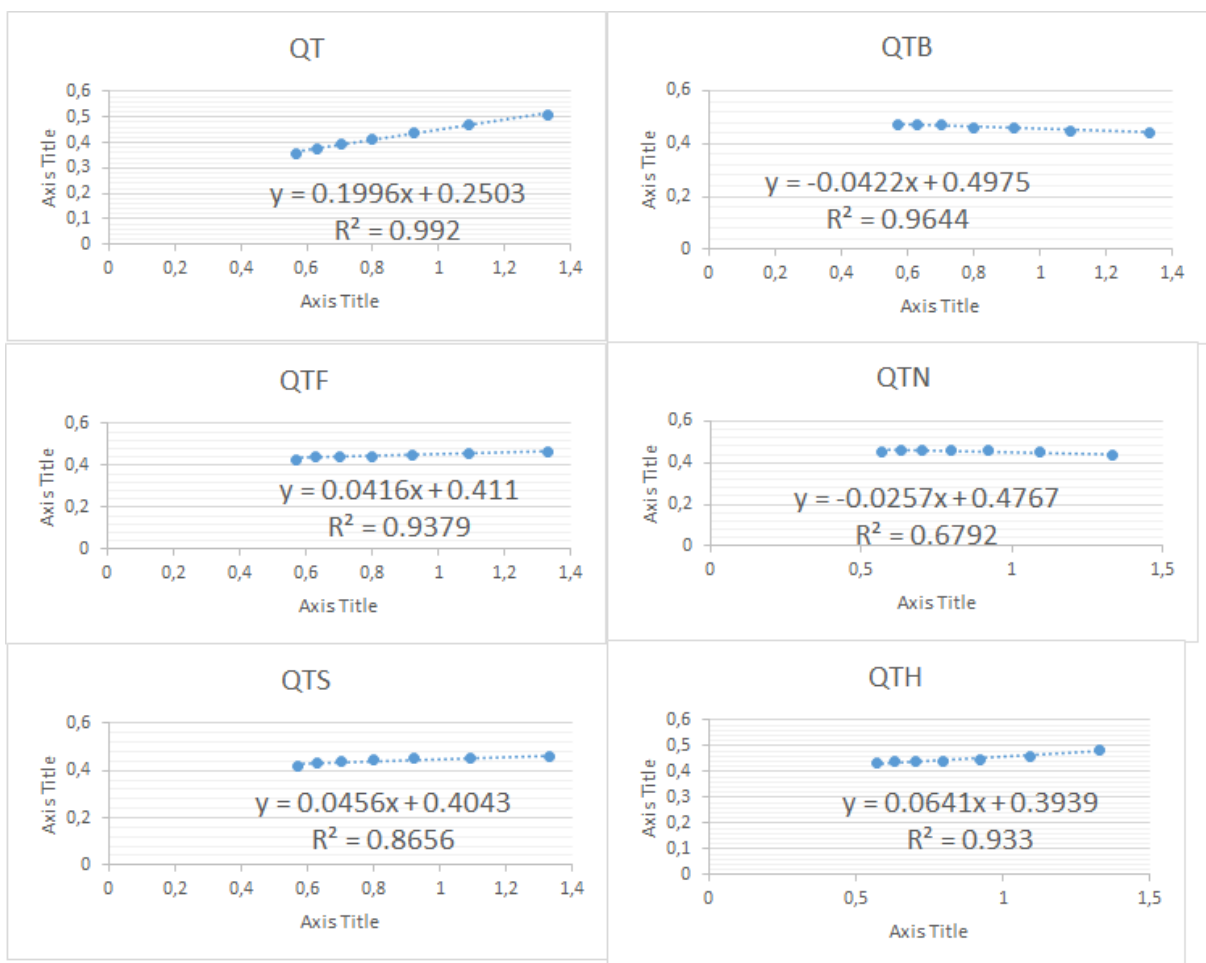 QT
0,6
0,5
0,4
0,3
0,2
0,1
0
Axis Title
y = 0.1996x + 0.2503
R² = 0.992
0 0,2 0,4 0,6 0,8 1 1,2 1,4
Axis Title
QTB
0,6
0,4
0,2
0
Axis Title
y = -0.0422x + 0.4975
R² = 0.9644
0 0,2 0,4 0,6 0,8 1 1,2 1,4
Axis Title
QTF
0,6
0,4
0,2
0
Axis Title
y = 0.0416x + 0.411
R² = 0.9379
0 0,2 0,4 0,6 0,8 1 1,2 1,4
Axis Title
QTN
0,6
0,4
0,2
0
Axis Title
y = -0.0257x + 0.4767
R² = 0.6792
0 0,5 1 1,5
Axis Title
QTS
0,6
0,4
0,2
0
Axis Title
y = 0.0456x + 0.4043
R² = 0.8656
0 0,2 0,4 0,6 0,8 1 1,2 1,4
Axis Title
QTH
0,6
0,5
0,4
0,3
0,2
0,1
0
Axis Title
y = 0.0641x + 0.3939
R² = 0.933
0 0,5 1 1,5
Axis Title